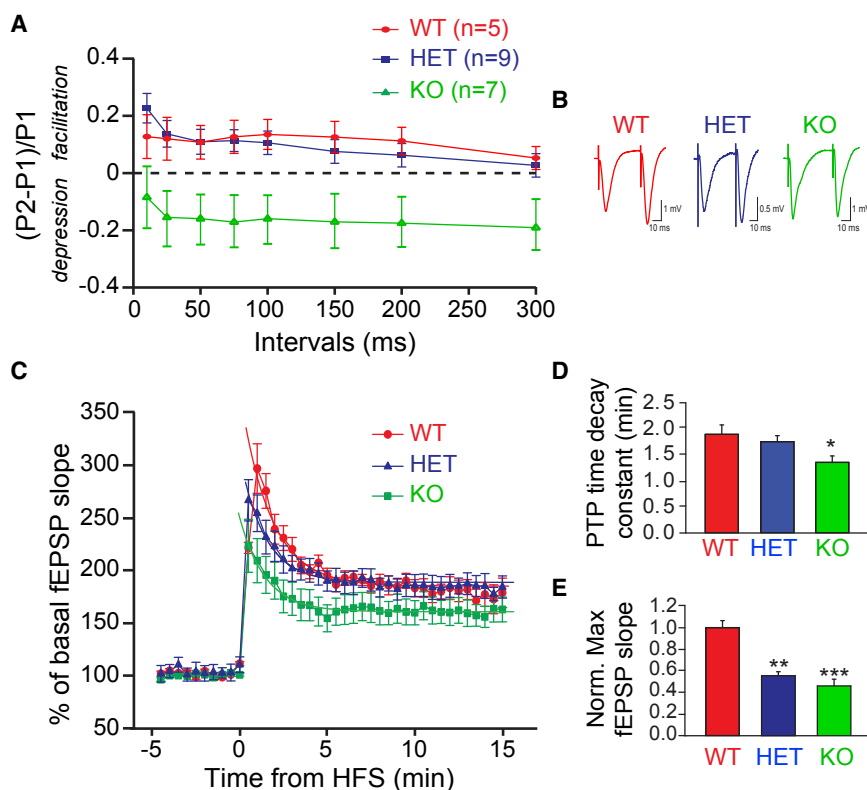 A
WT (n=5)
HET (n=9)
KO (n=7)
(P2-P1)/P1
depression facilitation
0.4
0.2
0
-0.2
-0.4
0 50 100 150 200 250 300
Intervals (ms)
B
WT HET KO
1 mV
10 ms
0.5 mV
10 ms
1 mV
10 ms
C
WT
HET
KO
% of basal fEPSP slope
350
300
250
200
150
100
50
-5 0 5 10 15
Time from HFS (min)
D
PTP time decay
constant (min)
2.5
2.0
1.5
1.0
0.5
0.0
*
WT HET KO
E
Norm. Max
fEPSP slope
1.2
1.0
0.8
0.6
0.4
0.2
0.0
** ***
WT HET KO